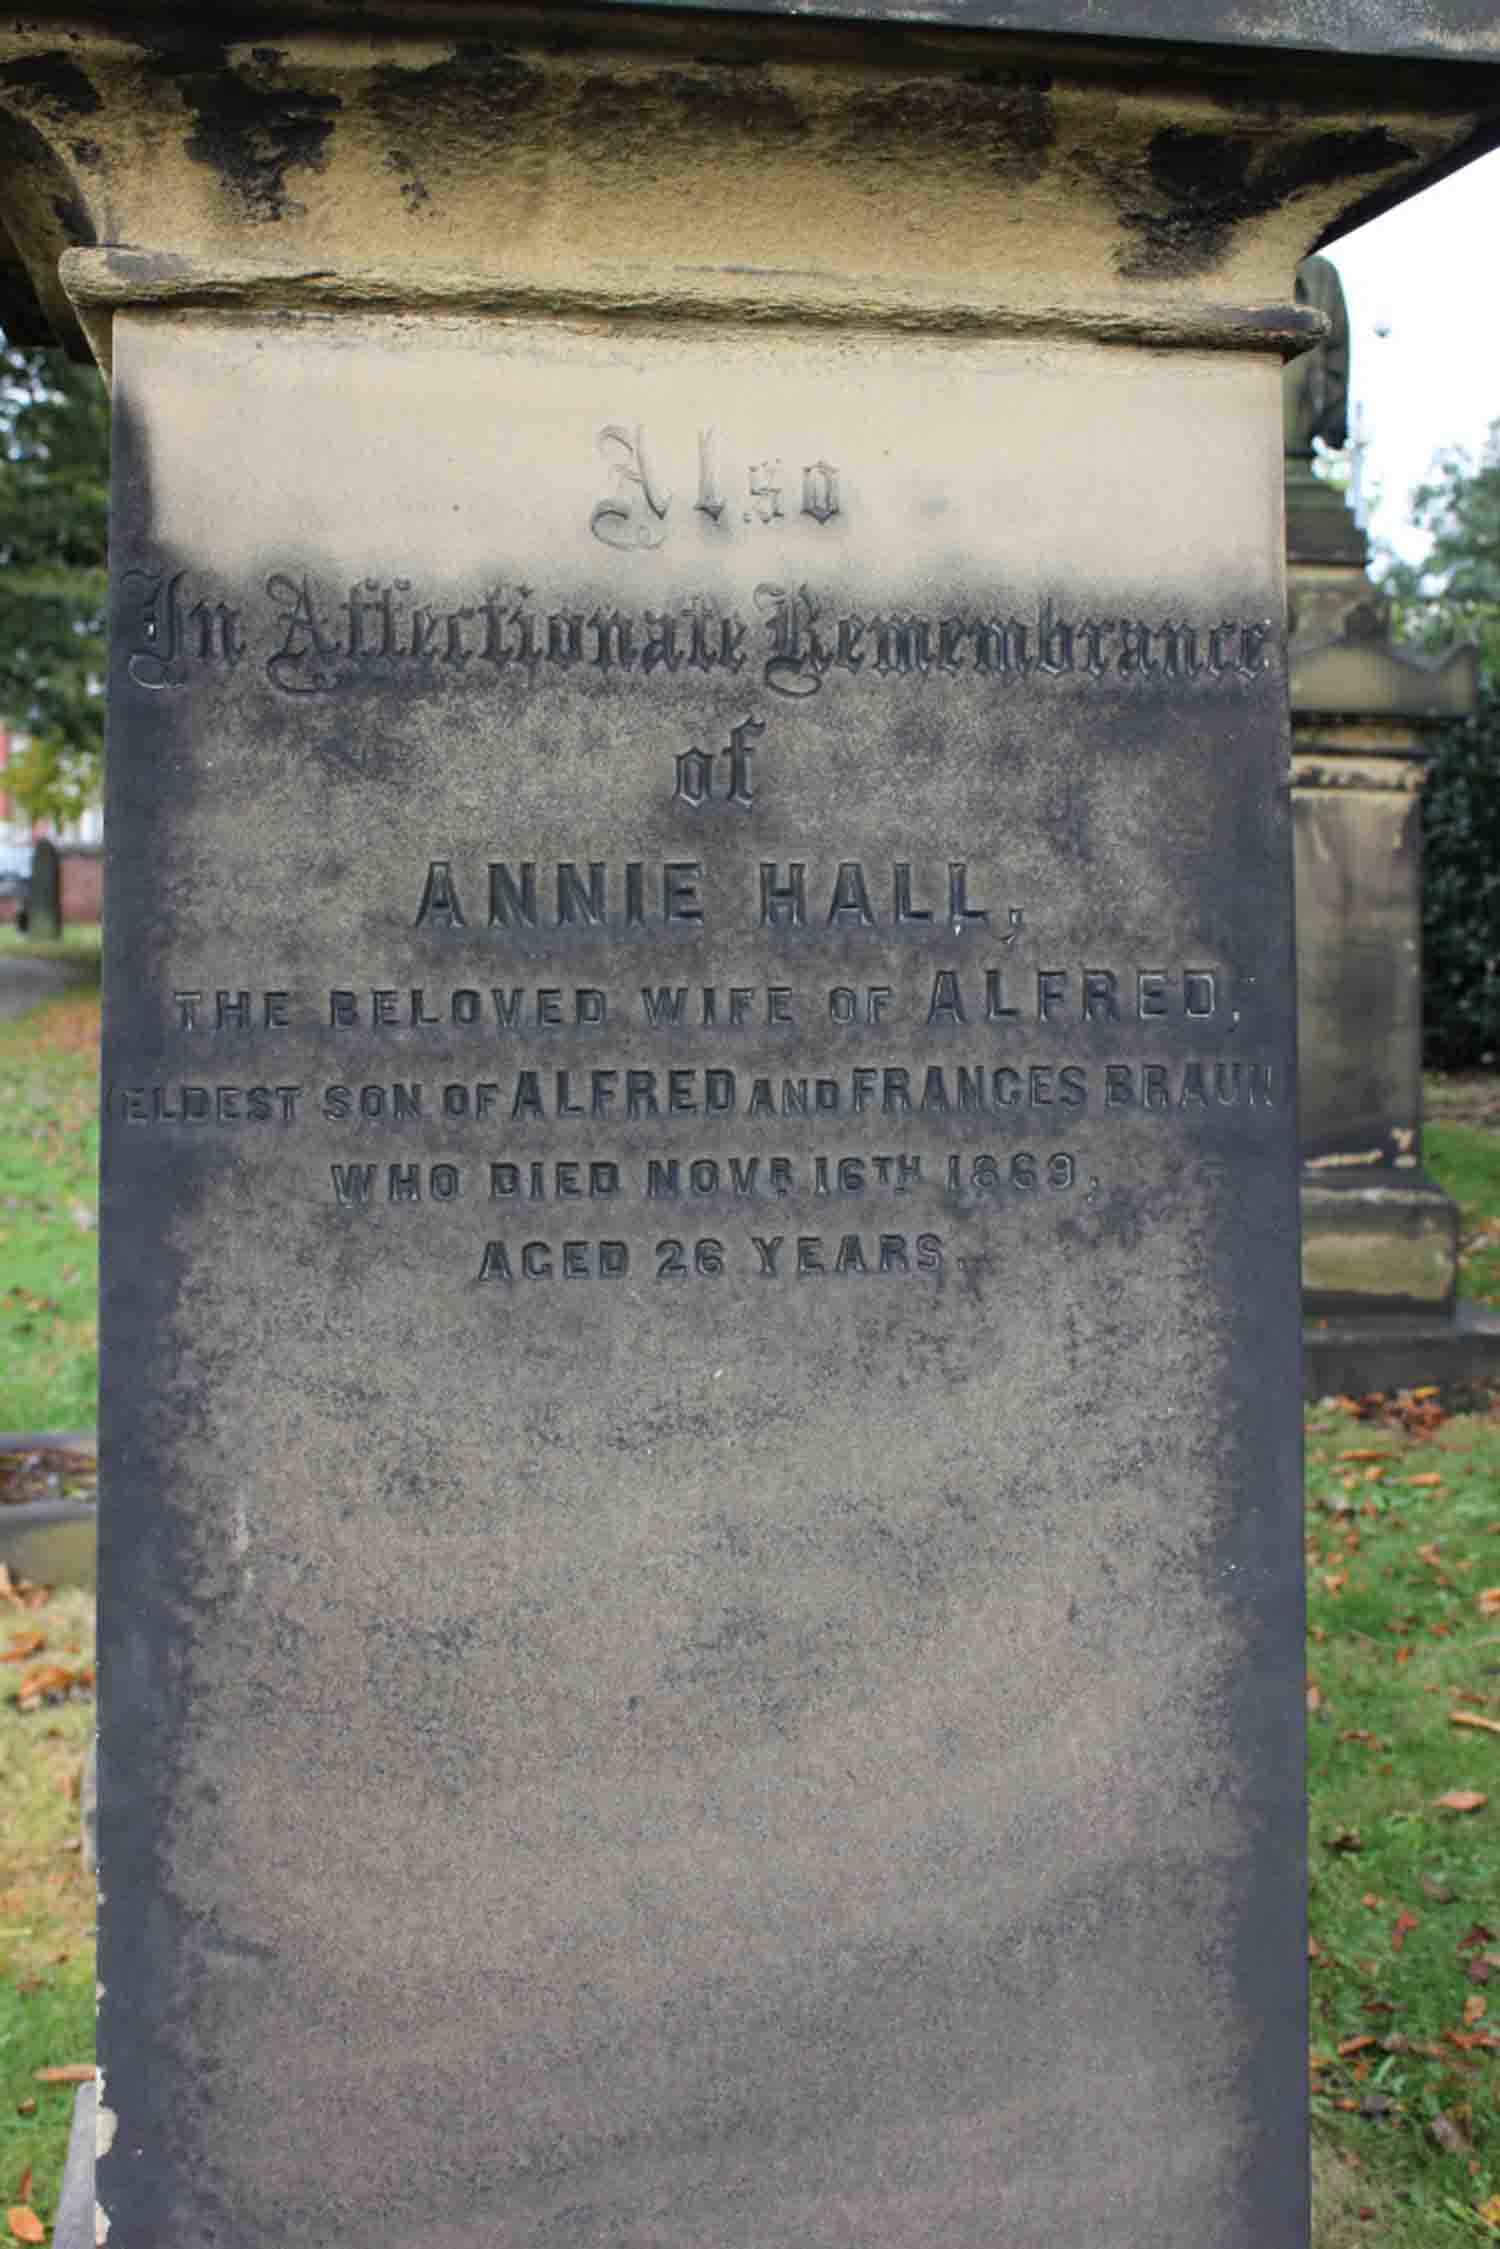 Also
In Affectionate Remembrance
of
ANNIE HALL,
THE BELOVED WIFE OF ALFRED,
ELDEST SON OF ALFRED AND FRANCES BRAUN
WHO DIED NOVR. 16TH 1869,
AGED 26 YEARS.